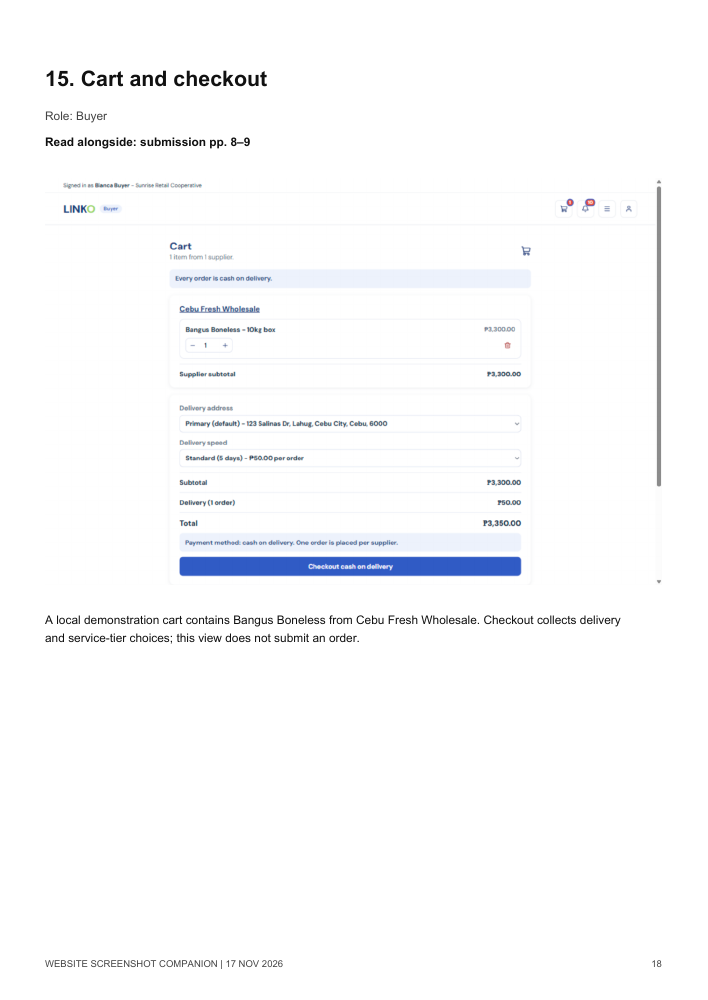 15. Cart and checkout
Role: Buyer
Read alongside: submission pp. 8–9
Signed in as Bianca Buyer – Sunrise Retail Cooperative
LINKO Buyer
Cart
1 item from 1 supplier.
Every order is cash on delivery.
Cebu Fresh Wholesale
Bangus Boneless – 10kg box ₱3,300.00
− 1 +
Supplier subtotal ₱3,300.00
Delivery address
Primary (default) – 123 Salinas Dr, Lahug, Cebu City, Cebu, 6000
Delivery speed
Standard (5 days) – ₱50.00 per order
Subtotal ₱3,300.00
Delivery (1 order) ₱50.00
Total ₱3,350.00
Payment method: cash on delivery. One order is placed per supplier.
Checkout cash on delivery
A local demonstration cart contains Bangus Boneless from Cebu Fresh Wholesale. Checkout collects delivery
and service-tier choices; this view does not submit an order.
WEBSITE SCREENSHOT COMPANION | 17 NOV 2026 18